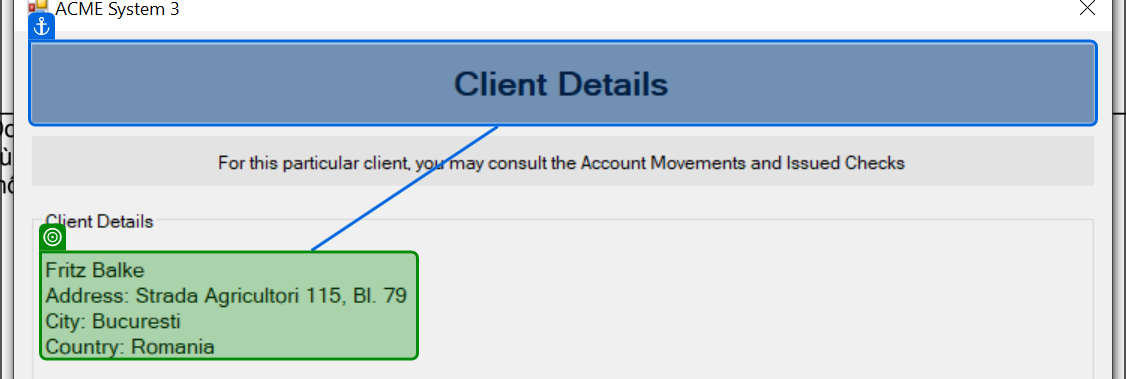 ACME System 3
Client Details
For this particular client, you may consult the Account Movements and Issued Checks
Client Details
Fritz Balke
Address: Strada Agricultori 115, Bl. 79
City: Bucuresti
Country: Romania